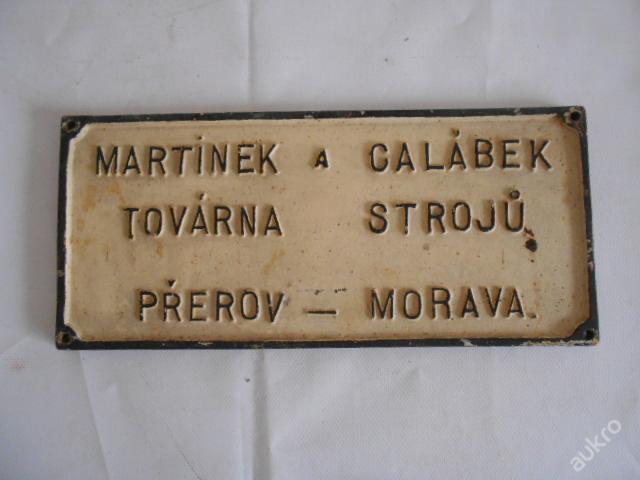 MARTÍNEK A CALÁBEK
TOVÁRNA STROJŮ
PŘEROV — MORAVA.
aukro